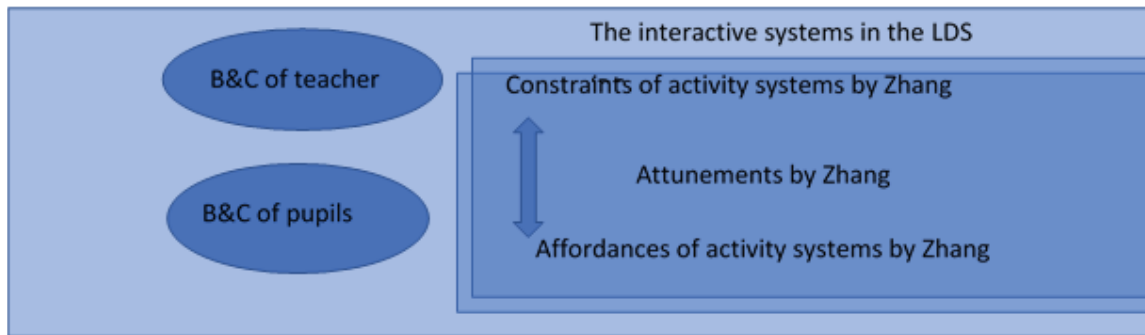 The interactive systems in the LDS
B&C of teacher
Constraints of activity systems by Zhang
Attunements by Zhang
B&C of pupils
Affordances of activity systems by Zhang